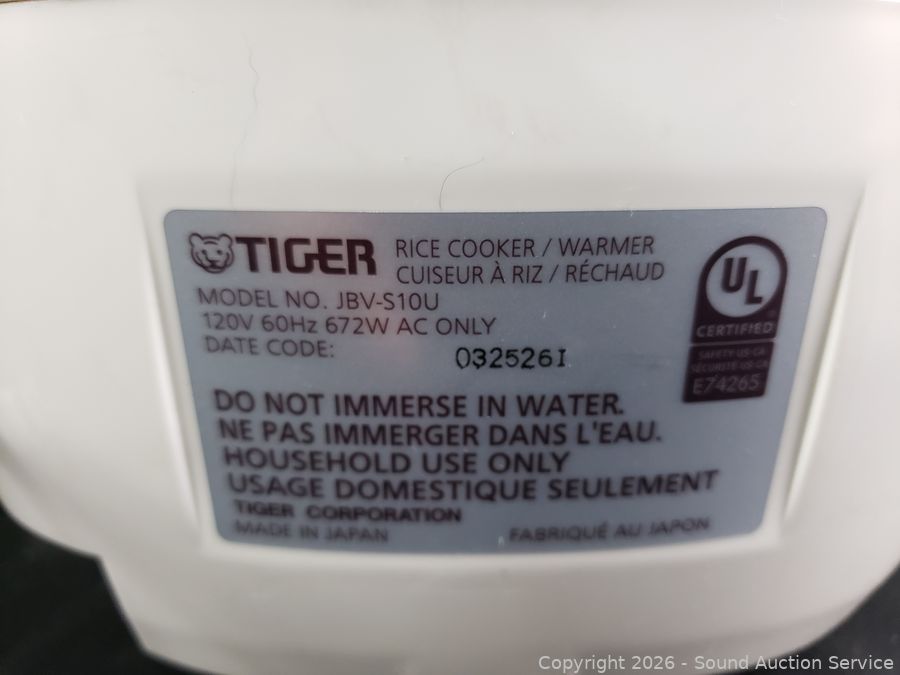 TIGER
RICE COOKER / WARMER
CUISEUR À RIZ / RÉCHAUD
MODEL NO. JBV-S10U
120V 60Hz 672W AC ONLY
DATE CODE: 032526I
UL
®
CERTIFIED
SAFETY US-CA
SÉCURITÉ US-CA
E74265
DO NOT IMMERSE IN WATER.
NE PAS IMMERGER DANS L'EAU.
HOUSEHOLD USE ONLY
USAGE DOMESTIQUE SEULEMENT
TIGER CORPORATION
MADE IN JAPAN FABRIQUÉ AU JAPON
Copyright © 2026 - Sound Auction Service